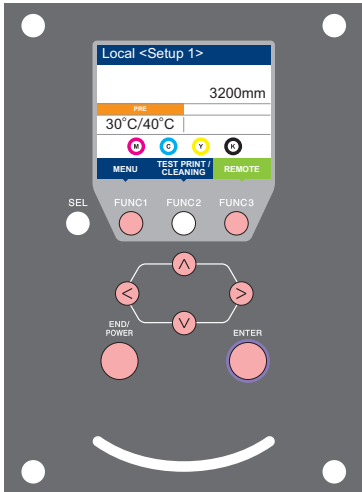 Local <Setup 1>
3200mm
PRE
30°C/40°C
M C Y K
MENU
TEST PRINT /
CLEANING
REMOTE
SEL
FUNC1
FUNC2
FUNC3
END/
POWER
ENTER